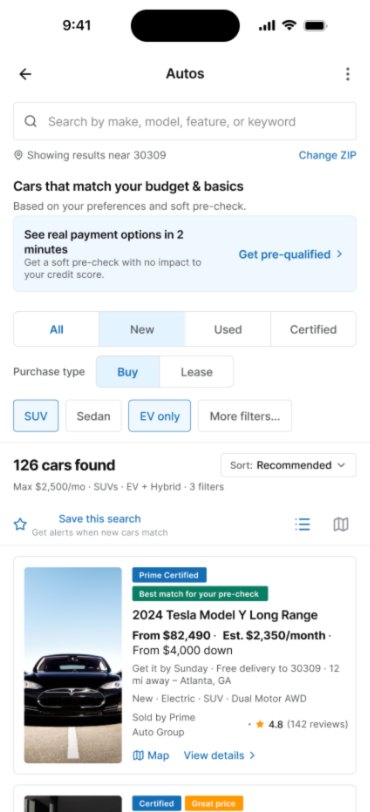 9:41
Autos
Search by make, model, feature, or keyword
Showing results near 30309
Change ZIP
Cars that match your budget & basics
Based on your preferences and soft pre-check.
See real payment options in 2
minutes
Get a soft pre-check with no impact to
your credit score.
Get pre-qualified
All New Used Certified
Purchase type Buy Lease
SUV Sedan EV only More filters...
126 cars found
Sort: Recommended
Max $2,500/mo · SUVs · EV + Hybrid · 3 filters
Save this search
Get alerts when new cars match
Prime Certified
Best match for your pre-check
2024 Tesla Model Y Long Range
From $82,490 · Est. $2,350/month ·
From $4,000 down
Get it by Sunday · Free delivery to 30309 · 12
mi away – Atlanta, GA
New · Electric · SUV · Dual Motor AWD
Sold by Prime
Auto Group
· 4.8 (142 reviews)
Map View details
Certified Great price